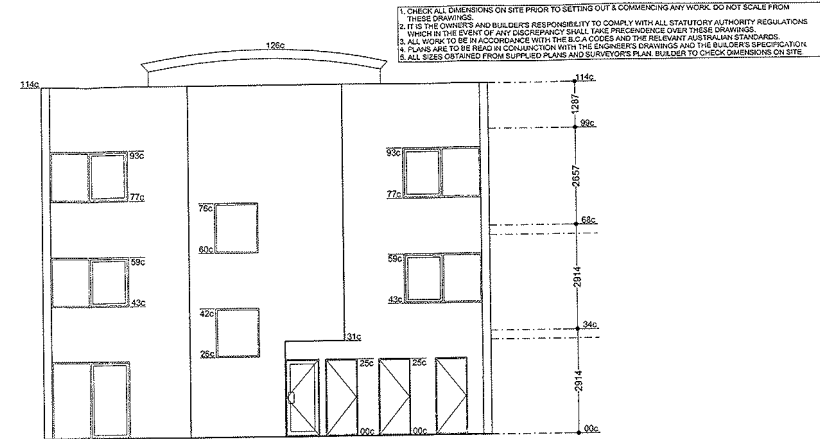 1. CHECK ALL DIMENSIONS ON SITE PRIOR TO SETTING OUT & COMMENCING ANY WORK. DO NOT SCALE FROM
THESE DRAWINGS.
2. IT IS THE OWNER'S AND BUILDER'S RESPONSIBILITY TO COMPLY WITH ALL STATUTORY AUTHORITY REGULATIONS
WHICH IN THE EVENT OF ANY DISCREPANCY SHALL TAKE PRECENDENCE OVER THESE DRAWINGS.
3. ALL WORK TO BE IN ACCORDANCE WITH THE B.C.A CODES AND THE RELEVANT AUSTRALIAN STANDARDS.
4. PLANS ARE TO BE READ IN CONJUNCTION WITH THE ENGINEER'S DRAWINGS AND THE BUILDER'S SPECIFICATION.
5. ALL SIZES OBTAINED FROM SUPPLIED PLANS AND SURVEYOR'S PLAN. BUILDER TO CHECK DIMENSIONS ON SITE.
126c
114c
114c
1287
99c
93c
93c
2657
77c
77c
76c
68c
60c
59c
59c
2914
43c
43c
42c
34c
31c
26c
25c
25c
2914
00c
00c
00c